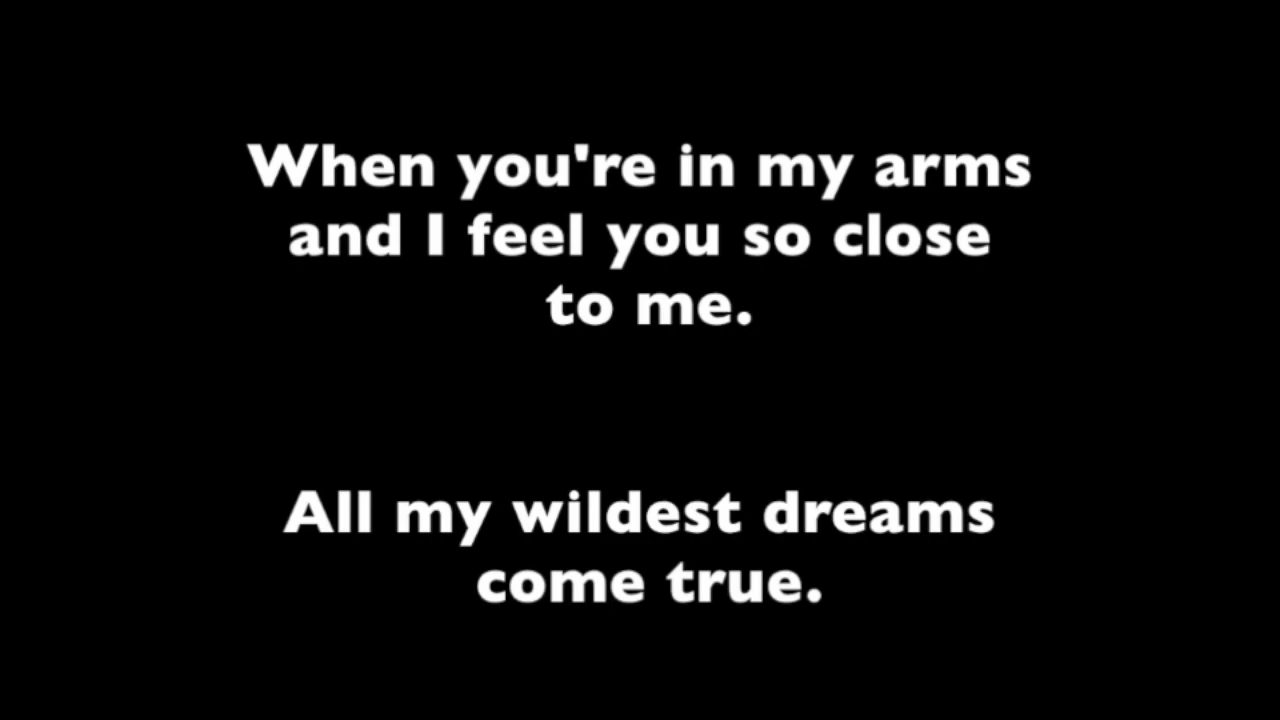 When you're in my arms
and I feel you so close
to me.
All my wildest dreams
come true.